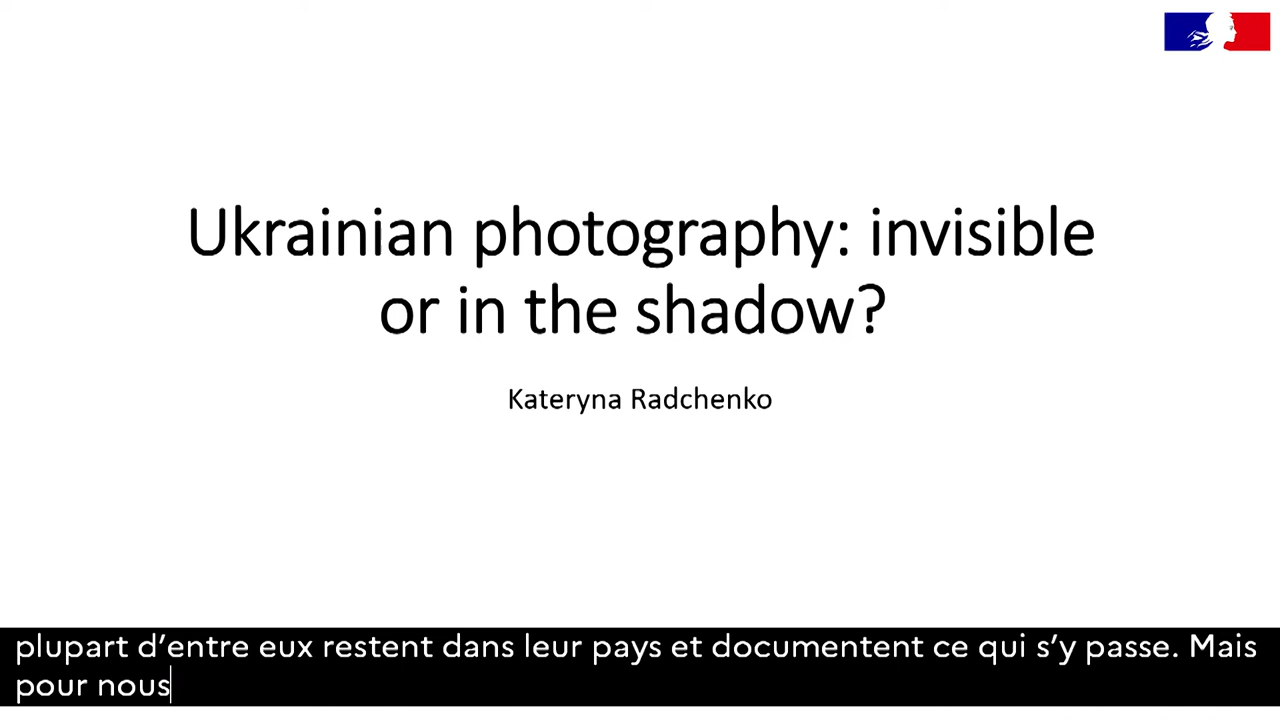 Ukrainian photography: invisible
or in the shadow?
Kateryna Radchenko
plupart d’entre eux restent dans leur pays et documentent ce qui s’y passe. Mais
pour nous